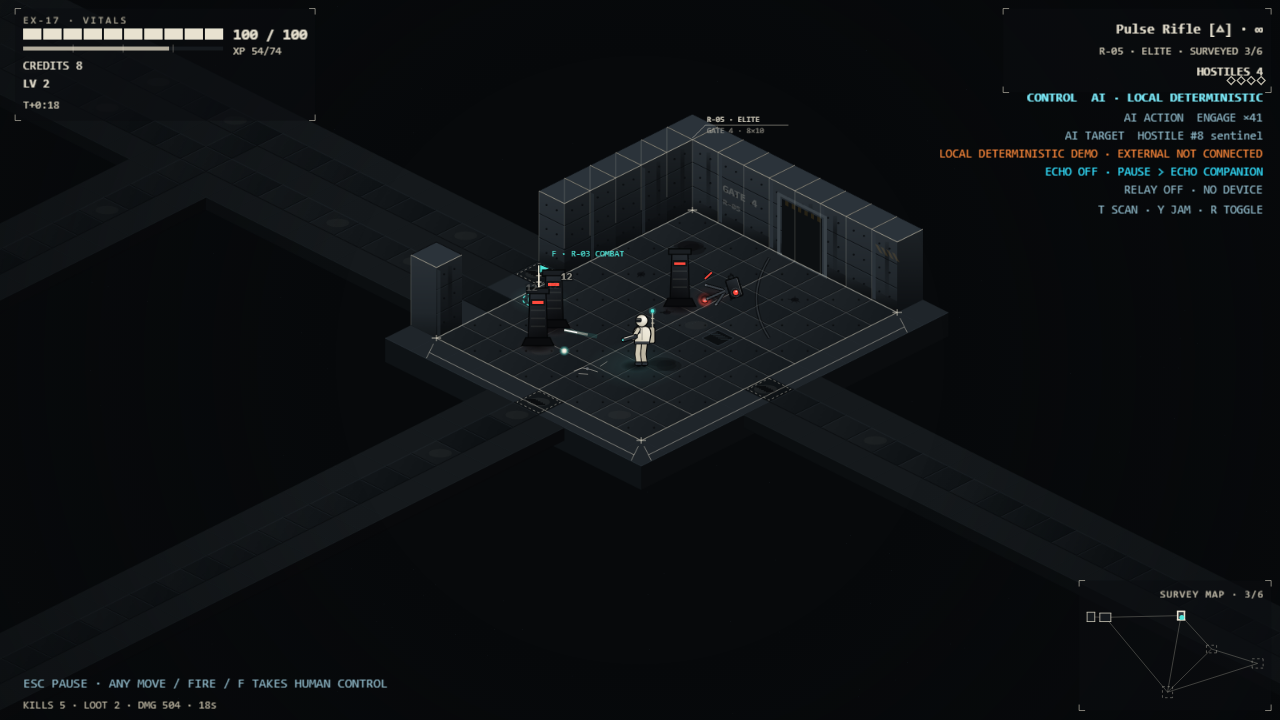 EX-17 · VITALS
100 / 100
XP 54/74
CREDITS 8
LV 2
T+0:18
Pulse Rifle [▲] · ∞
R-05 · ELITE · SURVEYED 3/6
HOSTILES 4
CONTROL  AI · LOCAL DETERMINISTIC
AI ACTION  ENGAGE ×41
AI TARGET  HOSTILE #8 sentinel
LOCAL DETERMINISTIC DEMO · EXTERNAL NOT CONNECTED
ECHO OFF · PAUSE > ECHO COMPANION
RELAY OFF · NO DEVICE
T SCAN · Y JAM · R TOGGLE
R-05 · ELITE
GATE 4 · 8×10
GATE 4
R-05
F · R-03 COMBAT
12
12
SURVEY MAP · 3/6
ESC PAUSE · ANY MOVE / FIRE / F TAKES HUMAN CONTROL
KILLS 5 · LOOT 2 · DMG 504 · 18s